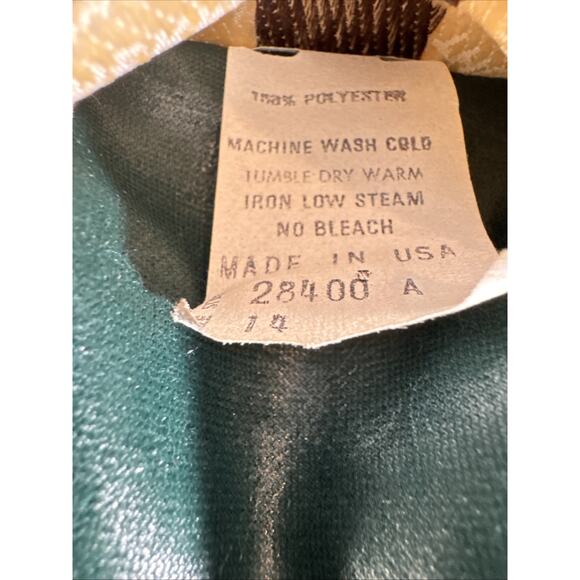 100% POLYESTER
MACHINE WASH COLD
TUMBLE DRY WARM
IRON LOW STEAM
NO BLEACH
MADE IN USA
28400 A
14